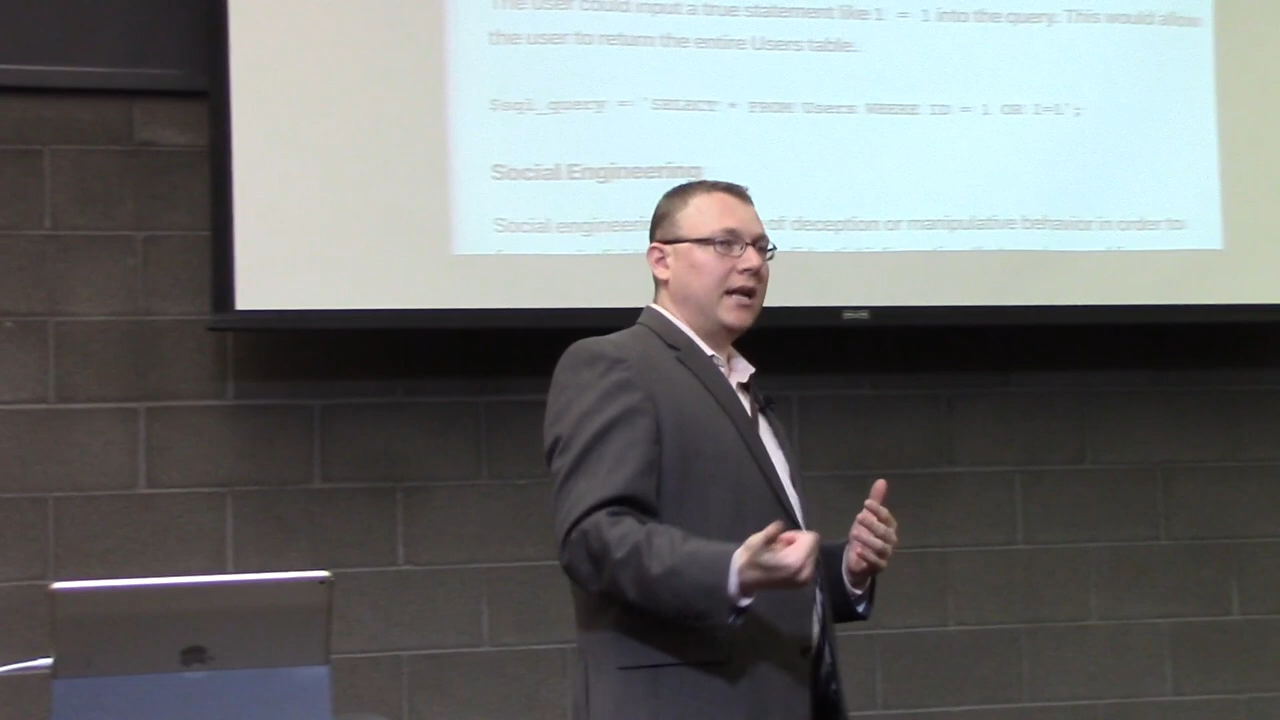 The user could input a true statement like 1 = 1 into the query. This would allow
the user to return the entire Users table.
$sql_query = 'SELECT * FROM Users WHERE ID = 1 OR 1=1';
Social Engineering
Social engineeri of deception or manipulative behavior in order to